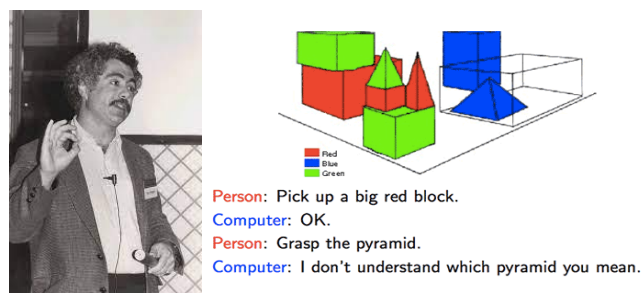 Red
Blue
Green
Person: Pick up a big red block.
Computer: OK.
Person: Grasp the pyramid.
Computer: I don't understand which pyramid you mean.